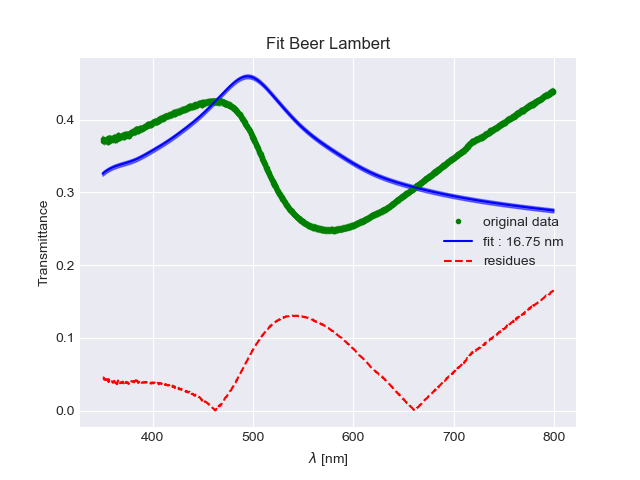 Fit Beer Lambert
Transmittance
0.4
0.3
0.2
0.1
0.0
original data
fit : 16.75 nm
residues
400 500 600 700 800
λ [nm]